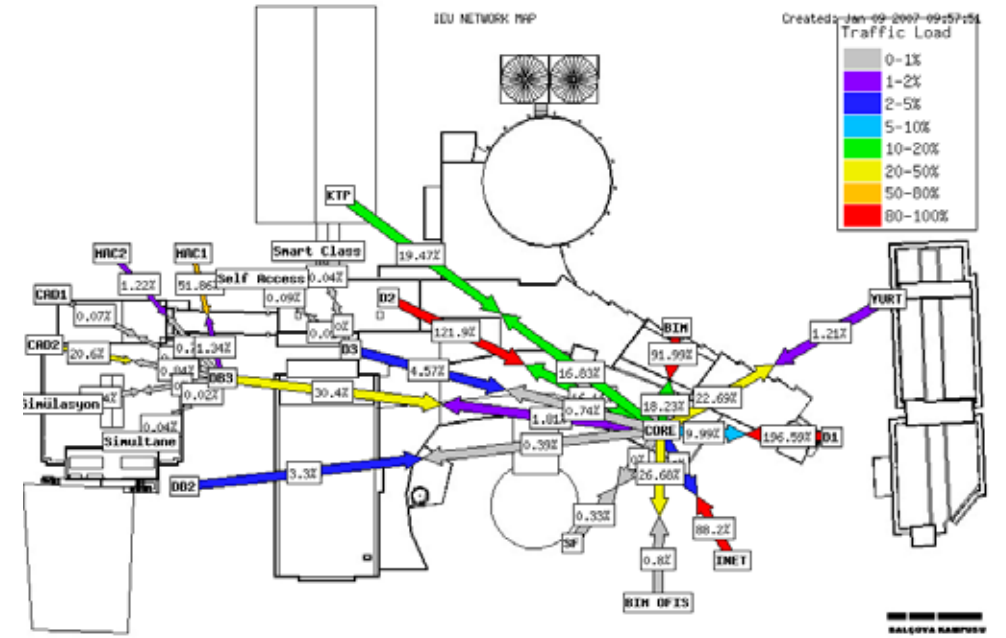 IEU NETWORK MAP
Created: Jan 09 2007 09:57:51
Traffic Load
0-1%
1-2%
2-5%
5-10%
10-20%
20-50%
50-80%
80-100%
KTP
MAC2
MAC1
Smart Class
19.47%
1.22%
51.86%
Self Access
0.04%
CAD1
0.09%
D2
YURT
0.07%
121.9%
BIM
1.21%
CAD2
20.6%
1.34%
D3
91.99%
4.57%
16.83%
DB3
0.02%
30.4%
22.69%
Simülasyon
0.74%
18.23%
1.81%
0.04%
CORE
9.99%
196.59%
D1
Simultane
0.39%
DB2
3.3%
26.68%
0.33%
88.2%
SF
0.8%
INET
BIM OFIS
BALÇOVA KAMPUSU